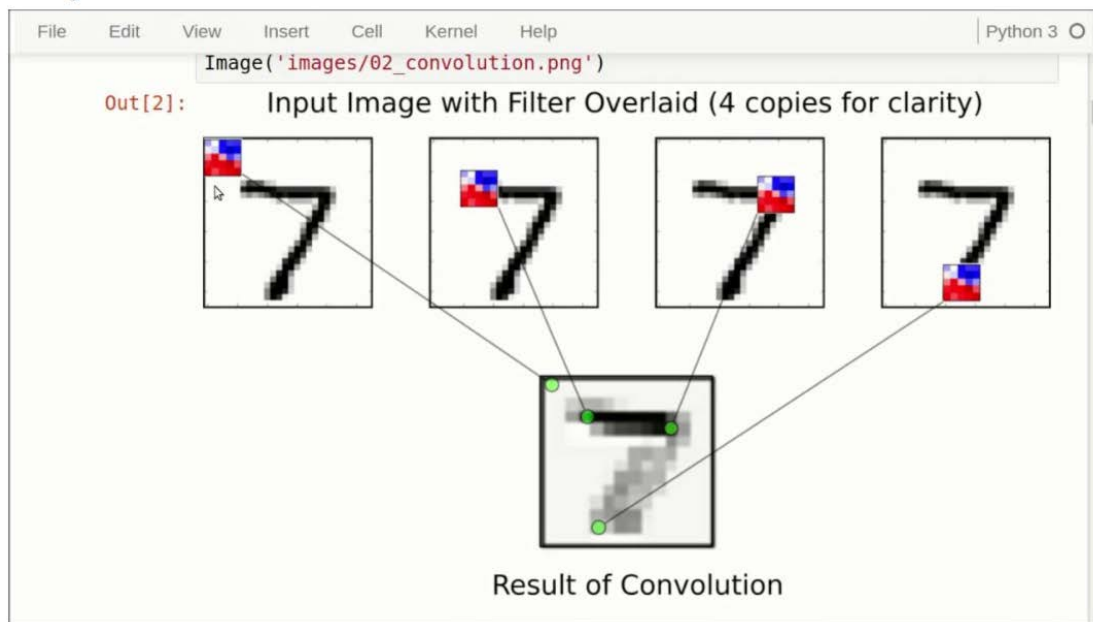 File Edit View Insert Cell Kernel Help Python 3
Image('images/02_convolution.png')
Out[2]: Input Image with Filter Overlaid (4 copies for clarity)
Result of Convolution